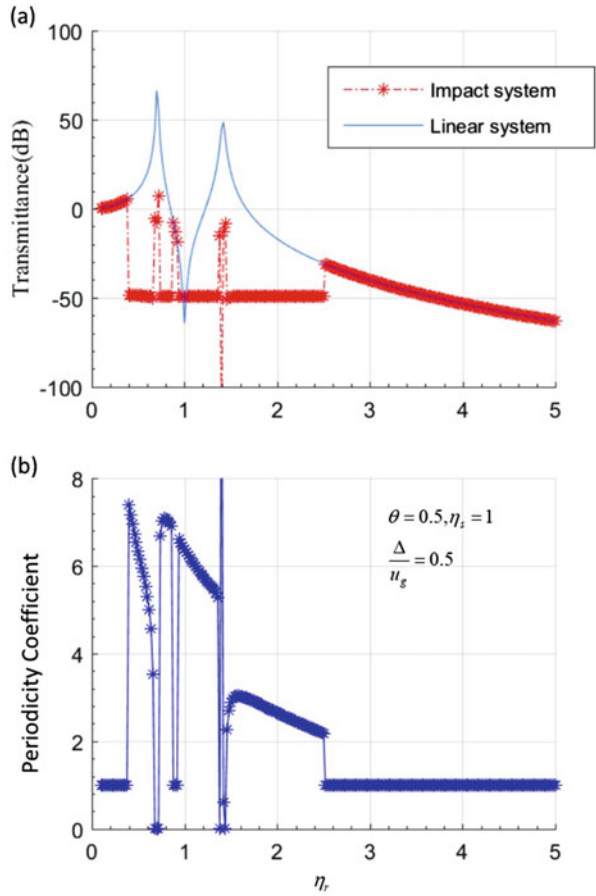 (a)
100
50
0
-50
-100
Transmittance(dB)
Impact system
Linear system
0 1 2 3 4 5
(b)
8
6
4
2
0
Periodicity Coefficient
θ = 0.5, ηs = 1
Δ/ug = 0.5
0 1 2 3 4 5
ηr